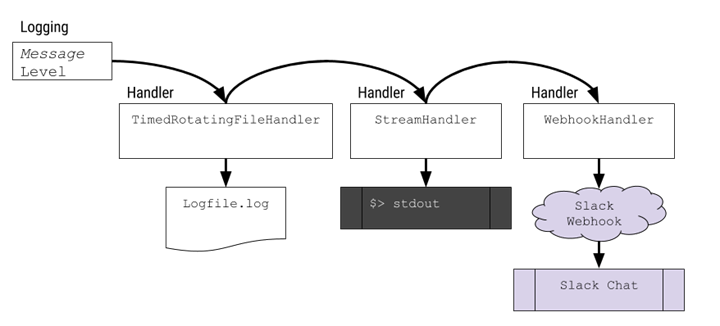 Logging
Message
Level
Handler
TimedRotatingFileHandler
Handler
StreamHandler
Handler
WebhookHandler
Logfile.log
$> stdout
Slack
Webhook
Slack Chat